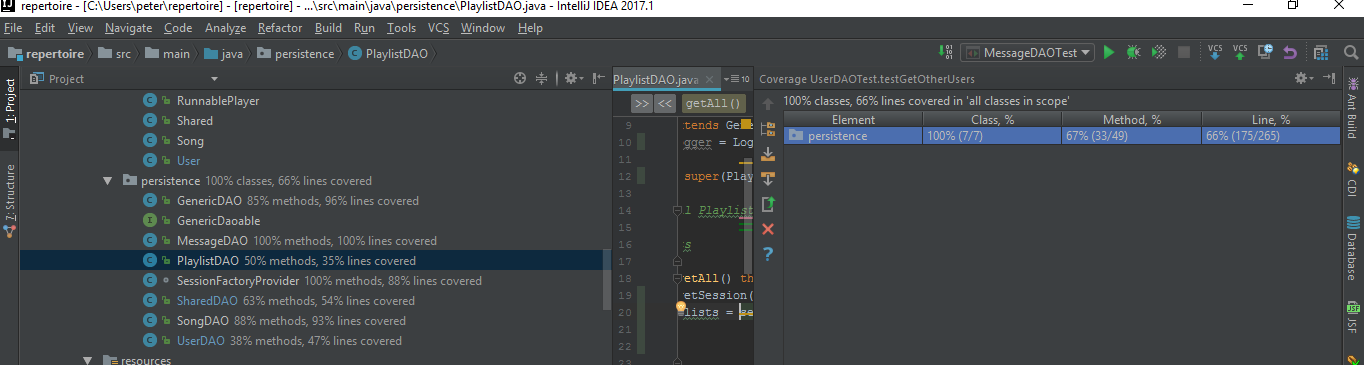 repertoire - [C:\Users\peter\repertoire] - [repertoire] - ...\src\main\java\persistence\PlaylistDAO.java - IntelliJ IDEA 2017.1
File Edit View Navigate Code Analyze Refactor Build Run Tools VCS Window Help
repertoire src main java persistence PlaylistDAO MessageDAOTest VCS VCS
1: Project
7: Structure
Project
RunnablePlayer
Shared
Song
User
persistence 100% classes, 66% lines covered
GenericDAO 85% methods, 96% lines covered
GenericDaoable
MessageDAO 100% methods, 100% lines covered
PlaylistDAO 50% methods, 35% lines covered
SessionFactoryProvider 100% methods, 88% lines covered
SharedDAO 63% methods, 54% lines covered
SongDAO 88% methods, 93% lines covered
UserDAO 38% methods, 47% lines covered
resources
PlaylistDAO.java 10
>> << getAll()
9 tends Gene
10 gger = Log
11
12 super(Play
13
14 l Playlist
15
16 s
17
18 etAll() th
19 etSession(
20 lists = se
21
22
23
Coverage UserDAOTest.testGetOtherUsers
100% classes, 66% lines covered in 'all classes in scope'
Element Class, % Method, % Line, %
persistence 100% (7/7) 67% (33/49) 66% (175/265)
Ant Build
CDI
Database
JSF